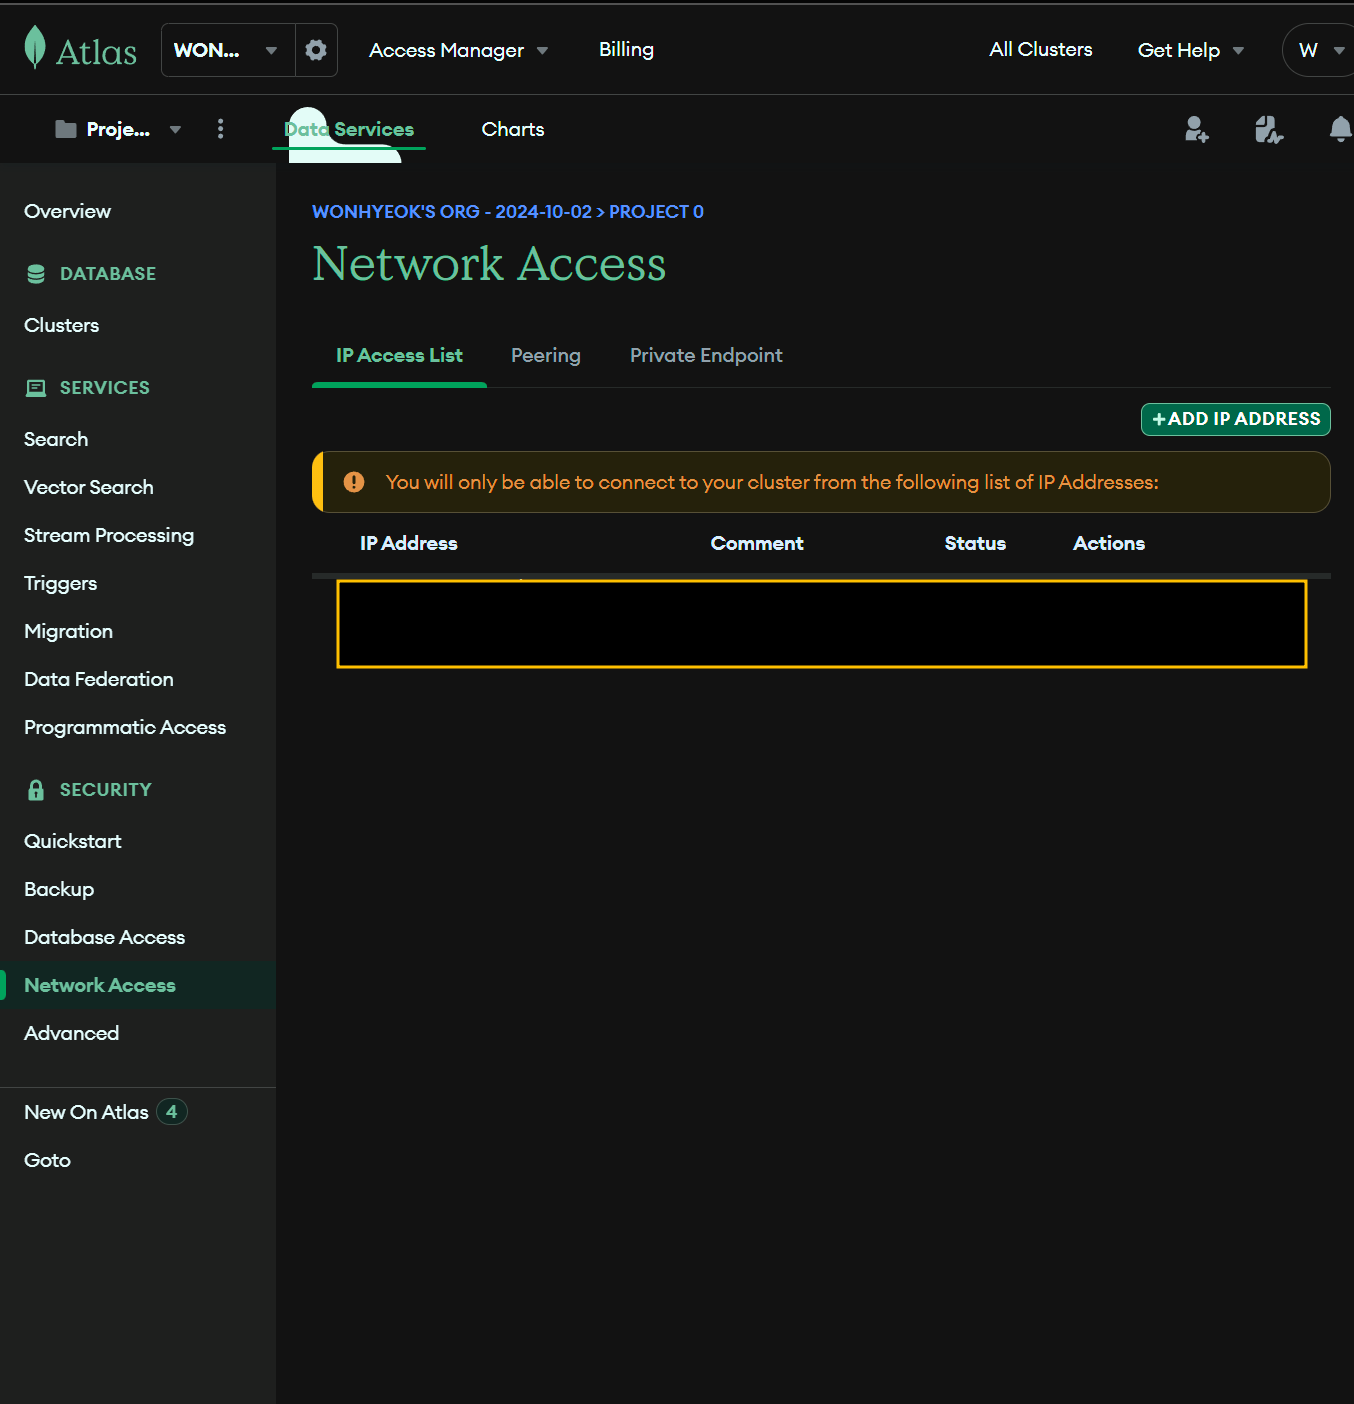 Atlas
WON...
Access Manager
Billing
All Clusters
Get Help
W
Proje...
Data Services
Charts
Overview
DATABASE
Clusters
SERVICES
Search
Vector Search
Stream Processing
Triggers
Migration
Data Federation
Programmatic Access
SECURITY
Quickstart
Backup
Database Access
Network Access
Advanced
New On Atlas 4
Goto
WONHYEOK'S ORG - 2024-10-02 > PROJECT 0
Network Access
IP Access List
Peering
Private Endpoint
+ ADD IP ADDRESS
You will only be able to connect to your cluster from the following list of IP Addresses:
IP Address Comment Status Actions